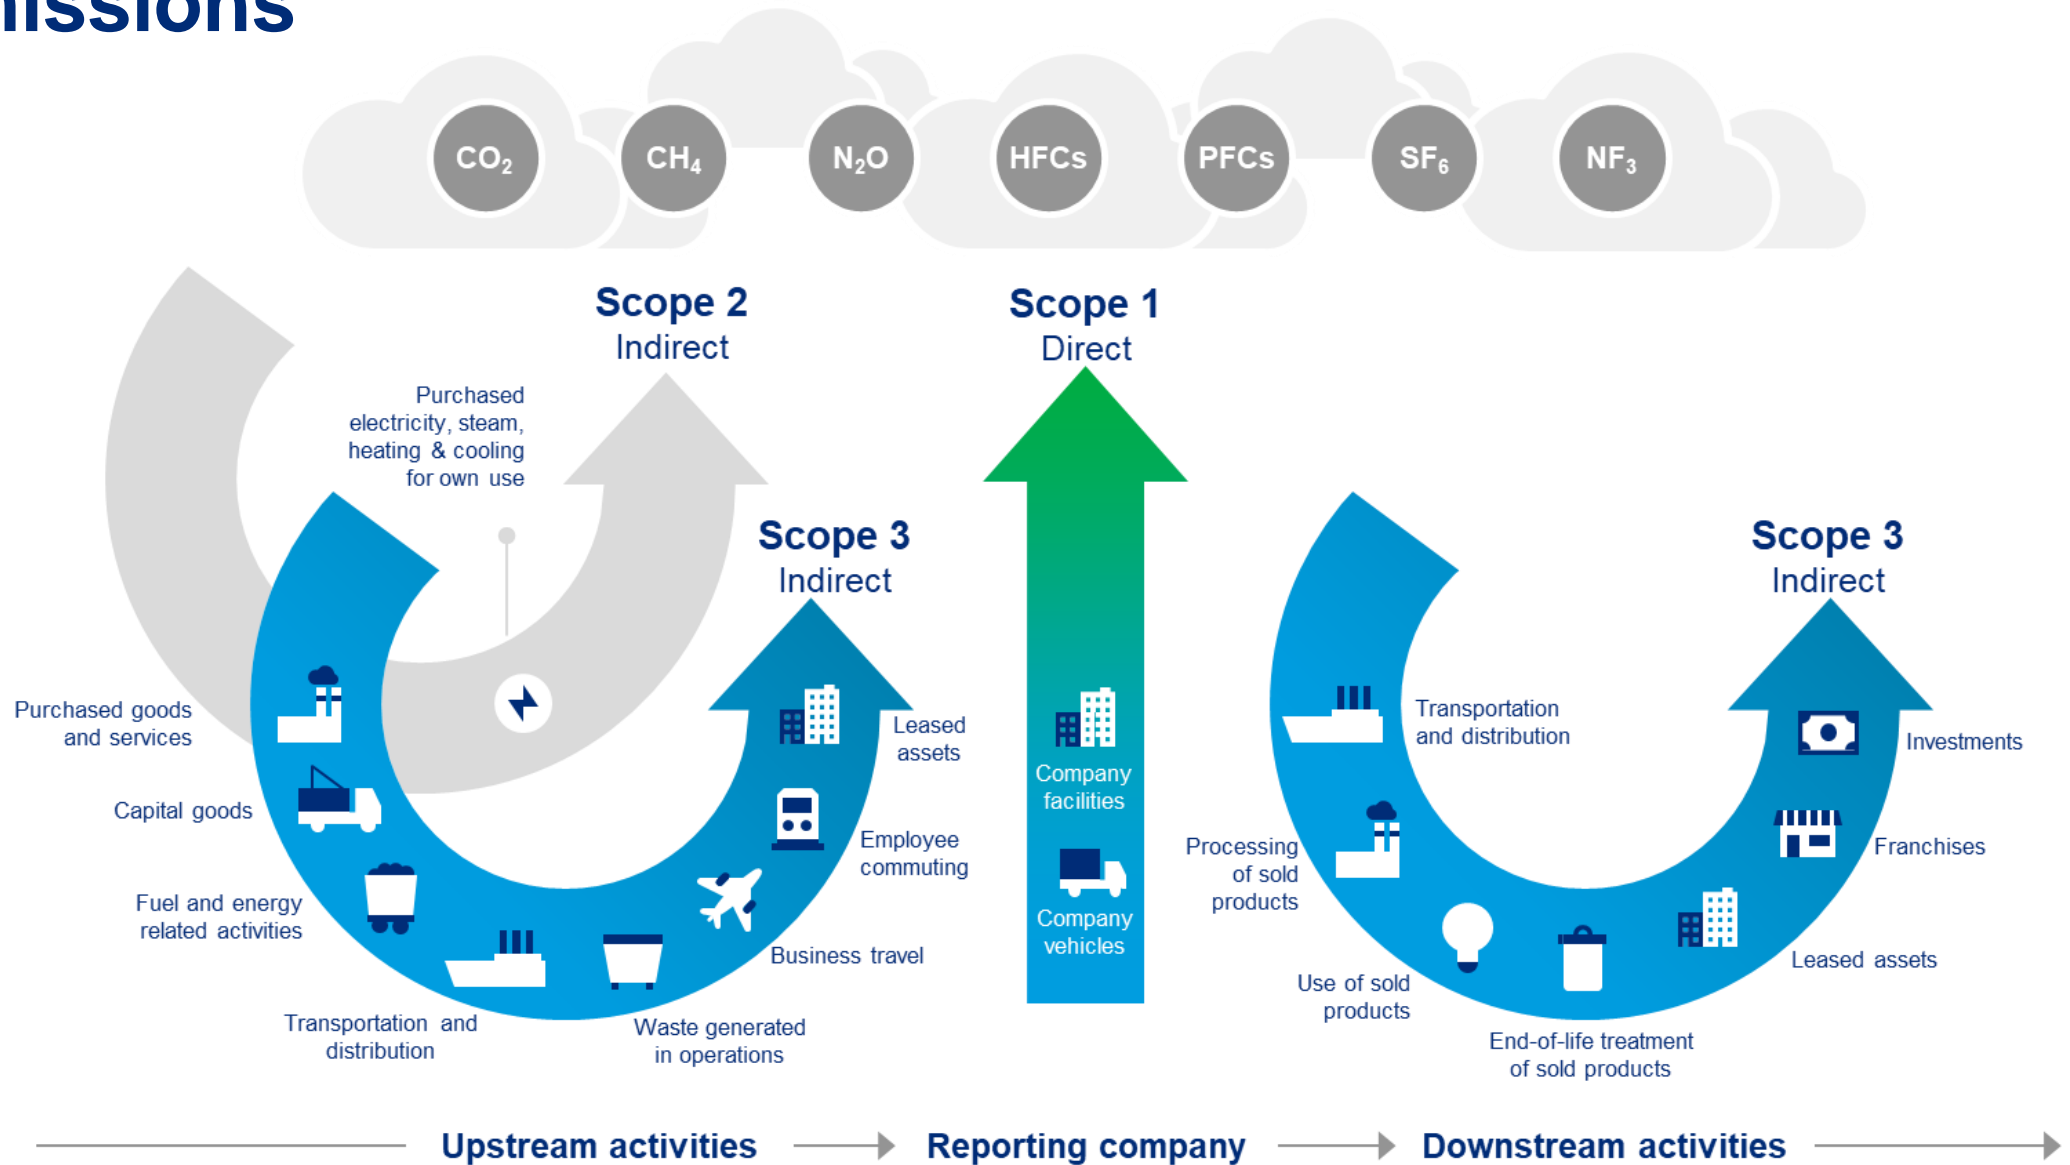 CO₂
CH₄
N₂O
HFCs
PFCs
SF₆
NF₃
Scope 2
Indirect
Purchased
electricity, steam,
heating & cooling
for own use
Scope 1
Direct
Company
facilities
Company
vehicles
Scope 3
Indirect
Purchased goods
and services
Capital goods
Fuel and energy
related activities
Transportation and
distribution
Waste generated
in operations
Business travel
Employee
commuting
Leased
assets
Scope 3
Indirect
Transportation
and distribution
Processing
of sold
products
Use of sold
products
End-of-life treatment
of sold products
Leased assets
Franchises
Investments
Upstream activities
Reporting company
Downstream activities